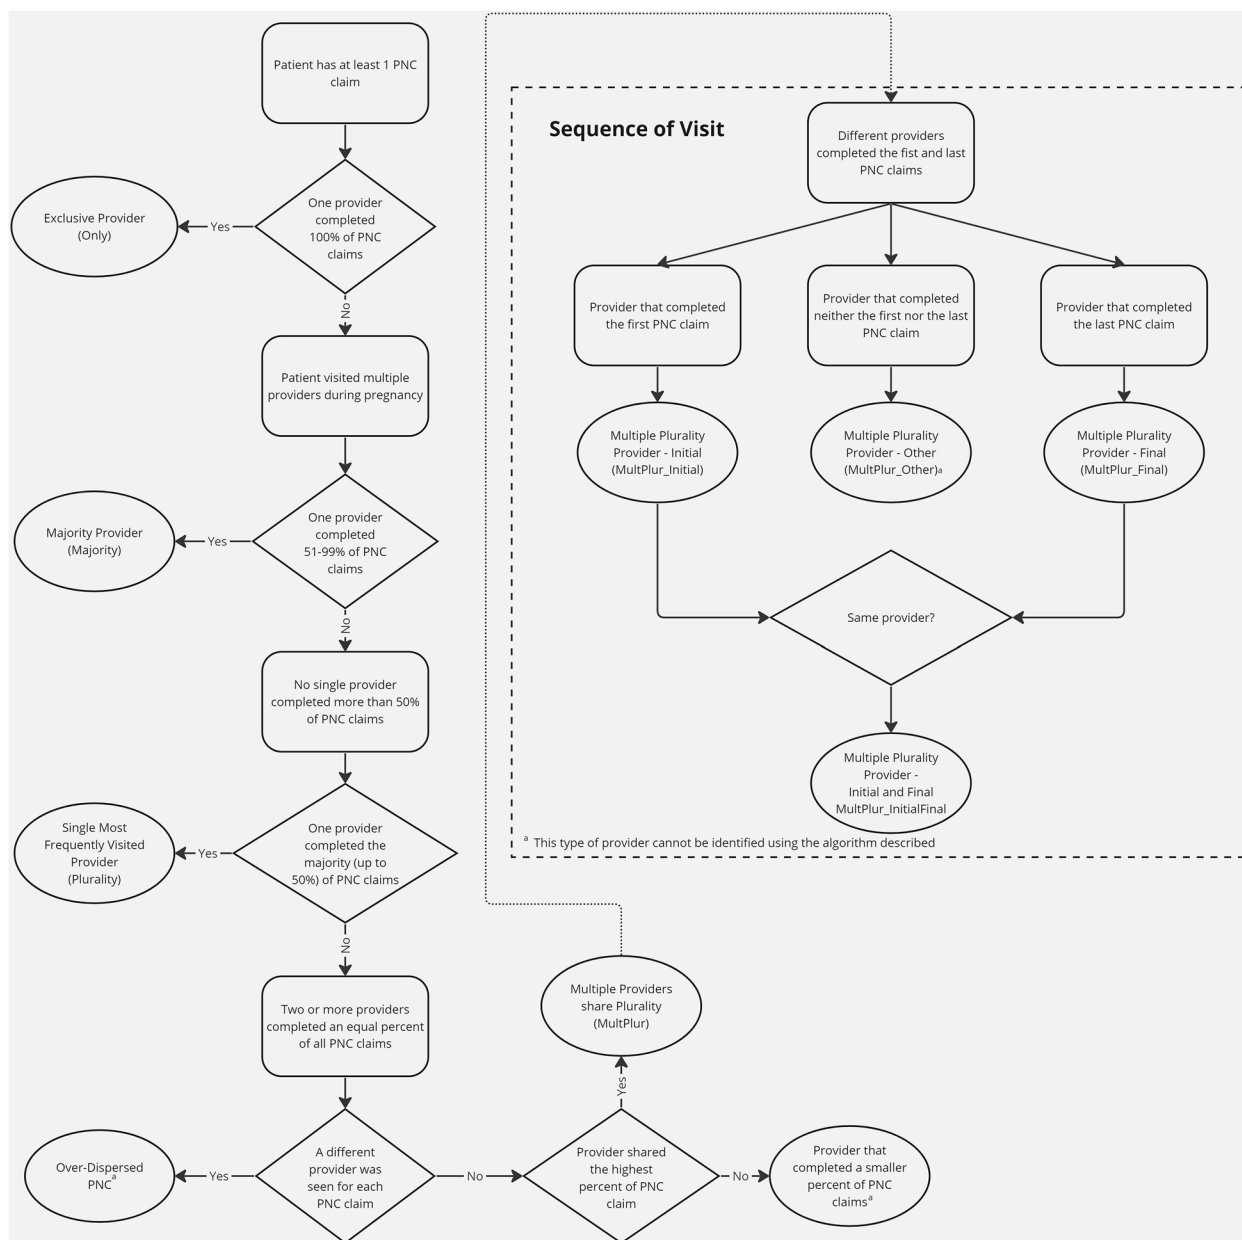 Patient has at least 1 PNC
claim
One provider
completed
100% of PNC
claims
Yes
Exclusive Provider
(Only)
No
Patient visited multiple
providers during pregnancy
One provider
completed
51-99% of PNC
claims
Yes
Majority Provider
(Majority)
No
No single provider
completed more than 50%
of PNC claims
One provider
completed the
majority (up to
50%) of PNC claims
Yes
Single Most
Frequently Visited
Provider
(Plurality)
No
Two or more providers
completed an equal percent
of all PNC claims
A different
provider was
seen for each
PNC claim
Yes
Over-Dispersed
PNCa
No
Provider shared
the highest
percent of PNC
claim
No
Provider that
completed a smaller
percent of PNC
claimsa
Yes
Multiple Providers
share Plurality
(MultPlur)
Sequence of Visit
Different providers
completed the fist and last
PNC claims
Provider that completed
the first PNC claim
Provider that completed
neither the first nor the last
PNC claim
Provider that completed
the last PNC claim
Multiple Plurality
Provider - Initial
(MultPlur_Initial)
Multiple Plurality
Provider - Other
(MultPlur_Other)a
Multiple Plurality
Provider - Final
(MultPlur_Final)
Same provider?
Multiple Plurality
Provider -
Initial and Final
MultPlur_InitialFinal
a This type of provider cannot be identified using the algorithm described